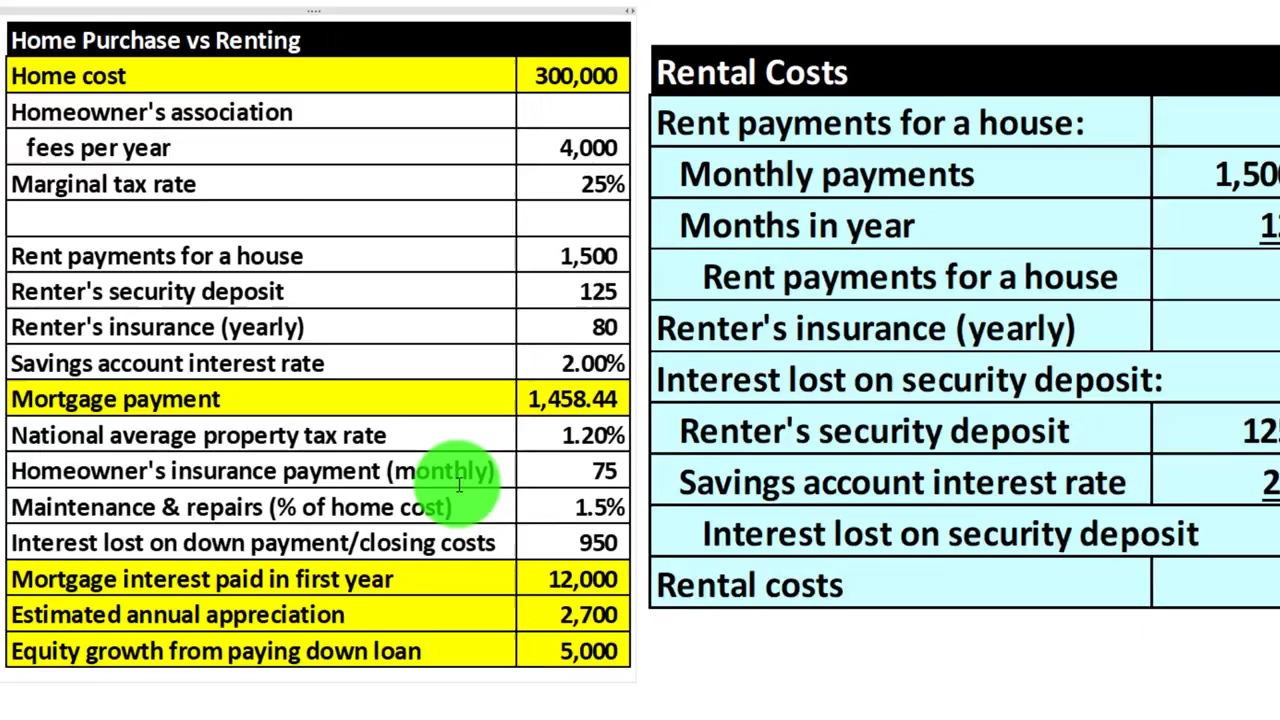 Home Purchase vs Renting
Home cost 300,000
Homeowner's association
fees per year 4,000
Marginal tax rate 25%
Rent payments for a house 1,500
Renter's security deposit 125
Renter's insurance (yearly) 80
Savings account interest rate 2.00%
Mortgage payment 1,458.44
National average property tax rate 1.20%
Homeowner's insurance payment (monthly) 75
Maintenance & repairs (% of home cost) 1.5%
Interest lost on down payment/closing costs 950
Mortgage interest paid in first year 12,000
Estimated annual appreciation 2,700
Equity growth from paying down loan 5,000
Rental Costs
Rent payments for a house:
Monthly payments
Months in year
Rent payments for a house
Renter's insurance (yearly)
Interest lost on security deposit:
Renter's security deposit
Savings account interest rate
Interest lost on security deposit
Rental costs